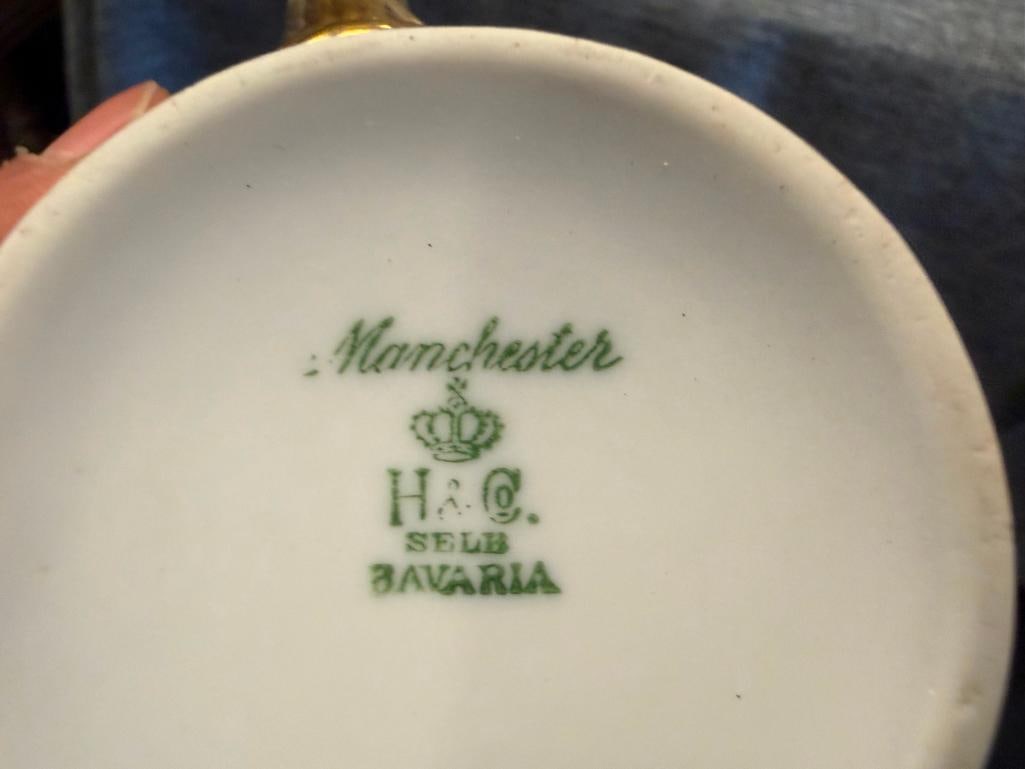 Manchester
H & Co.
SELB
BAVARIA